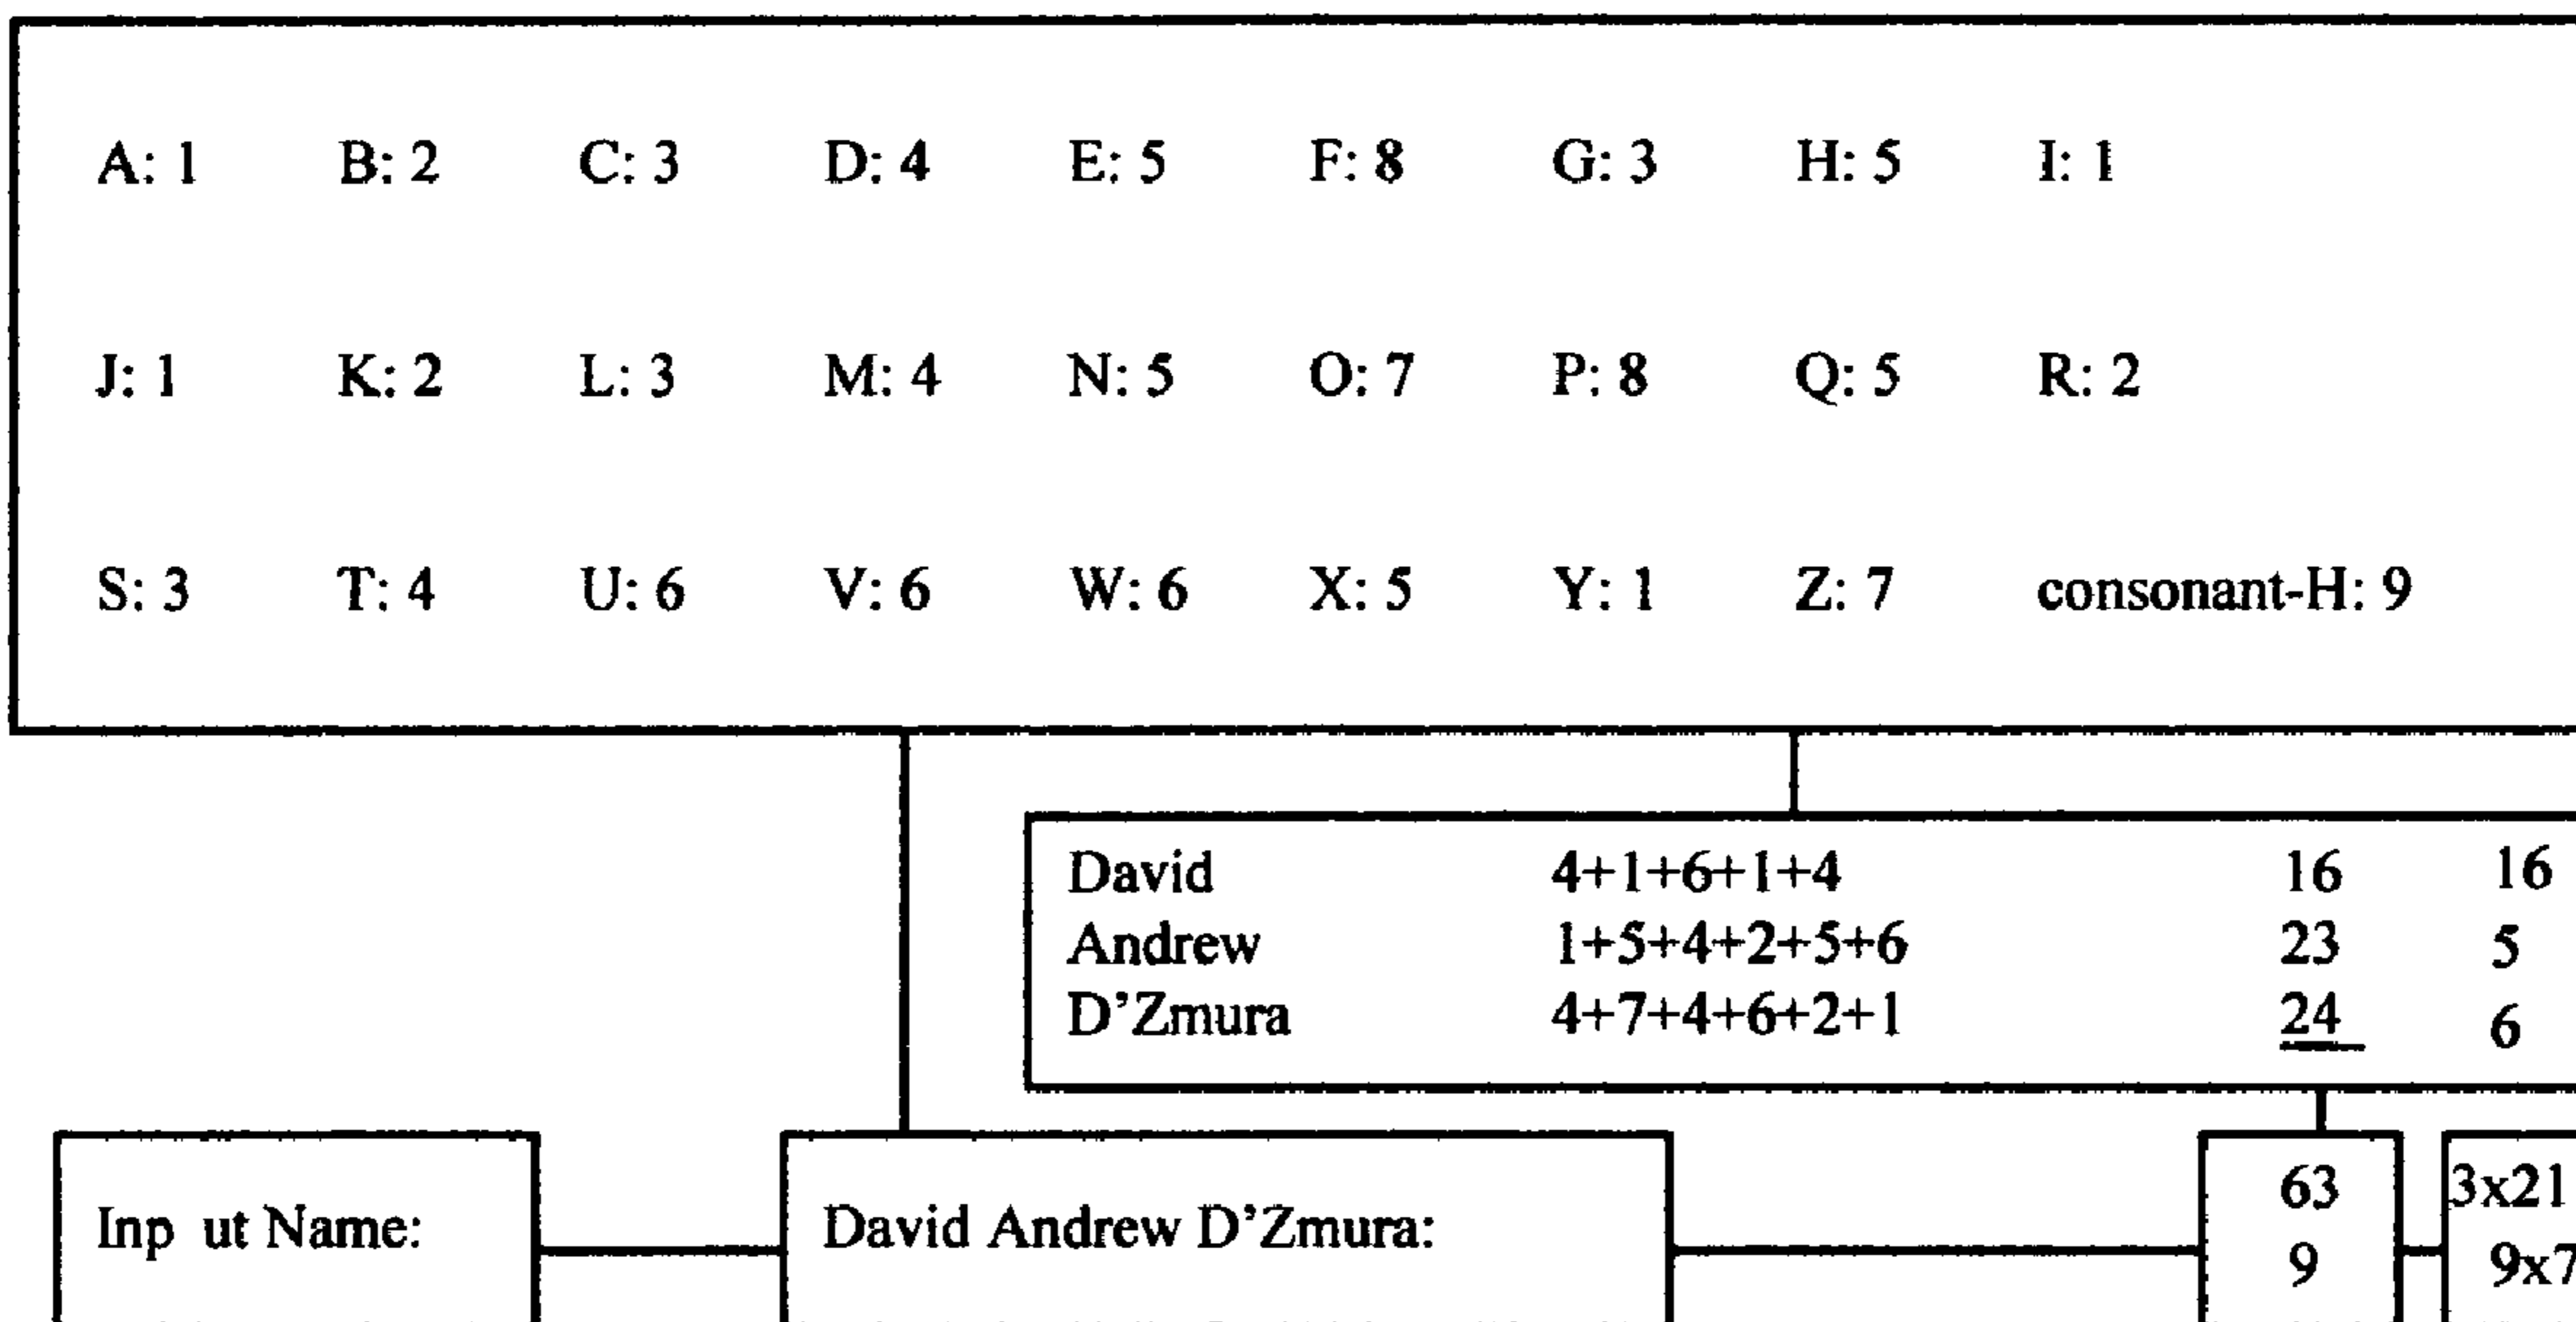 A: 1 B: 2 C: 3 D: 4 E: 5 F: 8 G: 3 H: 5 I: 1
J: 1 K: 2 L: 3 M: 4 N: 5 O: 7 P: 8 Q: 5 R: 2
S: 3 T: 4 U: 6 V: 6 W: 6 X: 5 Y: 1 Z: 7 consonant-H: 9
David 4+1+6+1+4 16 16
Andrew 1+5+4+2+5+6 23 5
D'Zmura 4+7+4+6+2+1 24 6
63 3x21
Inp ut Name: David Andrew D'Zmura:
9 9x7